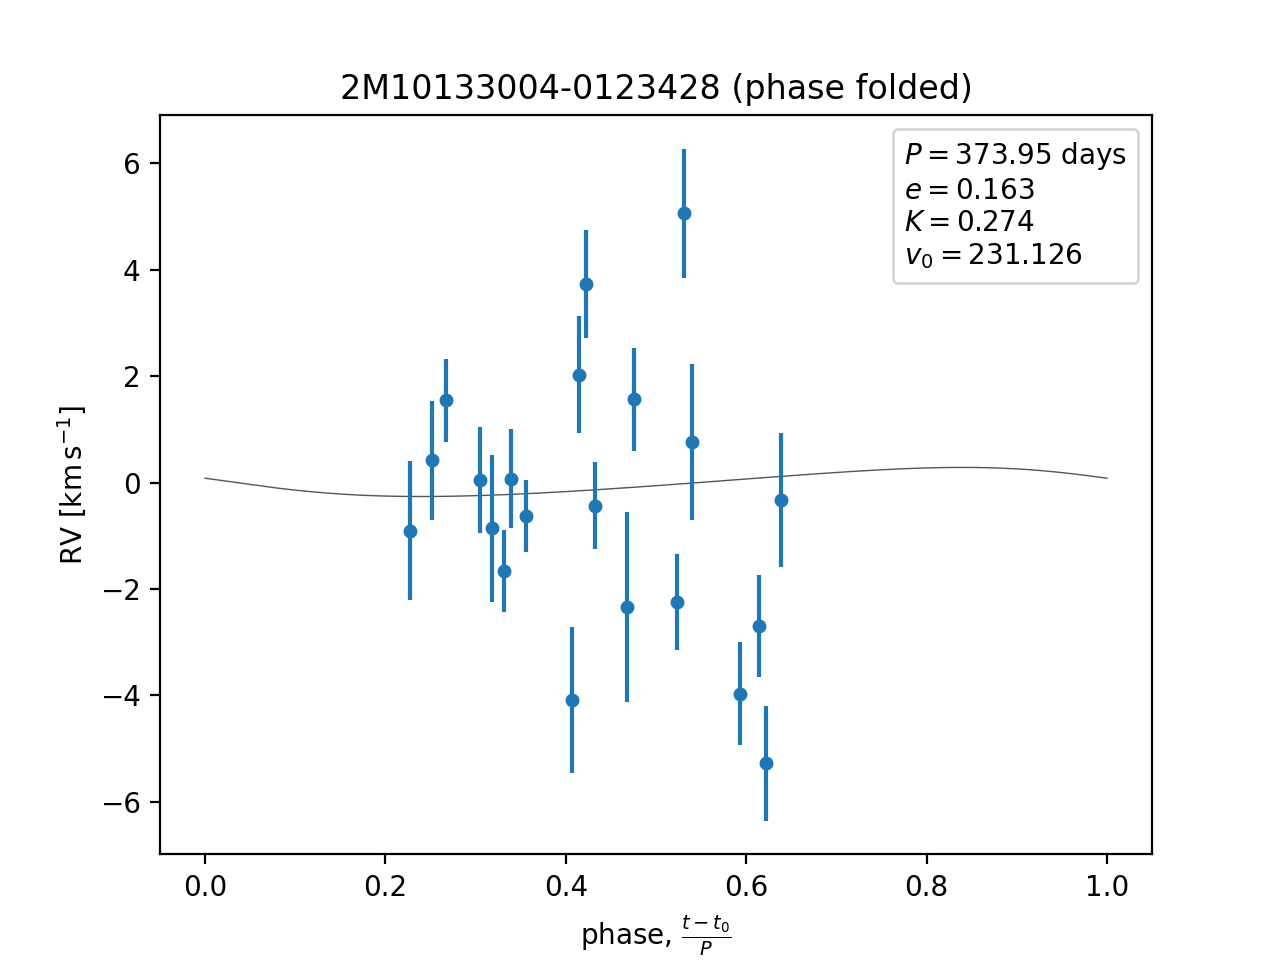 2M10133004-0123428 (phase folded)
P = 373.95 days
e = 0.163
K = 0.274
v₀ = 231.126
6
4
2
0
−2
−4
−6
RV [km s⁻¹]
0.0 0.2 0.4 0.6 0.8 1.0
phase, (t − t₀)/P